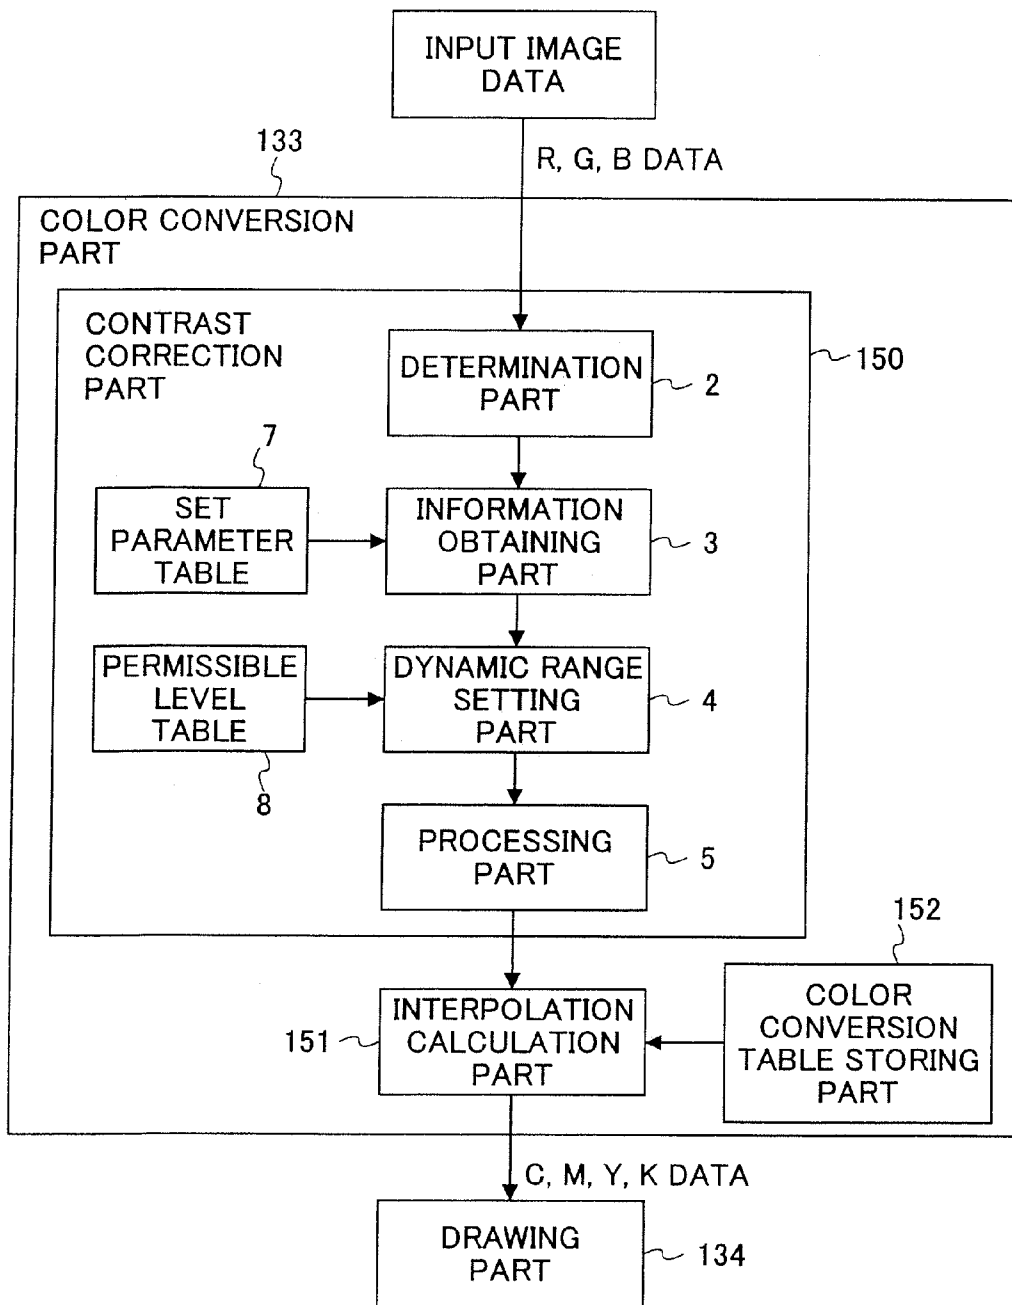 INPUT IMAGE
DATA
133
R, G, B DATA
COLOR CONVERSION
PART
CONTRAST
CORRECTION
PART
150
DETERMINATION
PART
2
7
SET
PARAMETER
TABLE
INFORMATION
OBTAINING
PART
3
PERMISSIBLE
LEVEL
TABLE
8
DYNAMIC RANGE
SETTING
PART
4
PROCESSING
PART
5
152
151
INTERPOLATION
CALCULATION
PART
COLOR
CONVERSION
TABLE STORING
PART
C, M, Y, K DATA
DRAWING
PART
134